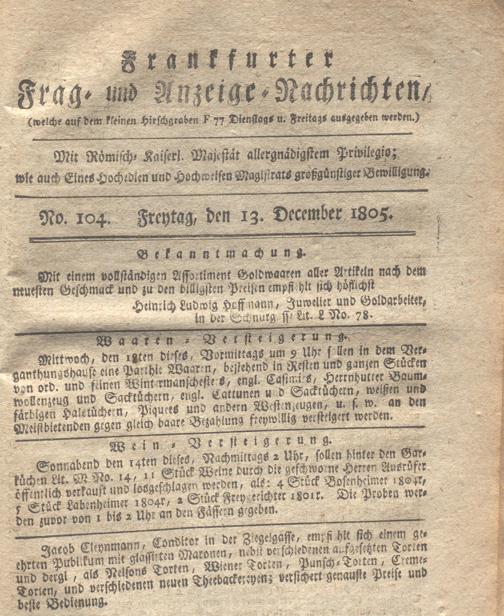 Frankfurter
Frag- und Anzeige-Nachrichten,
(welche auf dem kleinen Hirschgraben F 77 Dienstags u. Freitags ausgegeben werden.)
Mit Römisch-Kaiserl. Majestät allergnädigstem Privilegio;
wie auch Eines Hochedlen und Hochweisen Magistrats großgünstiger Bewilligung.
No. 104. Freytag, den 13. December 1805.
Bekanntmachung.
Mit einem vollständigen Assortiment Goldwaaren aller Artikeln nach dem
neuesten Geschmack und zu den billigsten Preisen empfiehlt sich höflichst
Heinrich Ludwig Hoffmann, Juwelier und Goldarbeiter,
in der Schnurgass Lit. L No. 78.
Waaren-Versteigerung.
Mittwoch, den 18ten dieses, Vormittags um 9 Uhr sollen in dem Ver-
ganthungshause eine Parthie Waaren, bestehend in Resten und ganzen Stücken
von ord. und feinen Wintermanschesters, engl. Casimirs, Herrnhutter Baum-
wollenzeug und Sacktüchern, engl. Cattunen und Sacktüchern, weißen und
färbigen Halstüchern, Piques und andern Westenzeugen, u. s. w. an den
Meistbietenden gegen gleich baare Bezahlung freywillig versteigert werden.
Wein-Versteigerung.
Sonnabend den 14ten dieses, Nachmittags 2 Uhr, sollen hinter den Gar-
küchen Lit. M No. 14, 11 Stück Weine durch die geschworne Herren Ausrüfer
öffentlich verkauft und losgeschlagen werden, als: 4 Stück Bosenheimer 1804r,
5 Stück Labenheimer 1804r, 2 Stück Freygerichter 1801r. Die Proben wer-
den zuvor von 1 bis 2 Uhr an den Fässern gegeben.
Jacob Cleynmann, Conditor in der Ziegelgasse, empfiehlt sich einem ge-
ehrten Publikum mit glasirten Maronen, nebst verschiedenen aufgesetzten Torten
und dergl, als Nelsons Torten, Wiener Torten, Punsch-Torten, Creme-
Torten, und verschiedenen neuen Theebackereyen; versichert genauste Preise und
beste Bedienung.